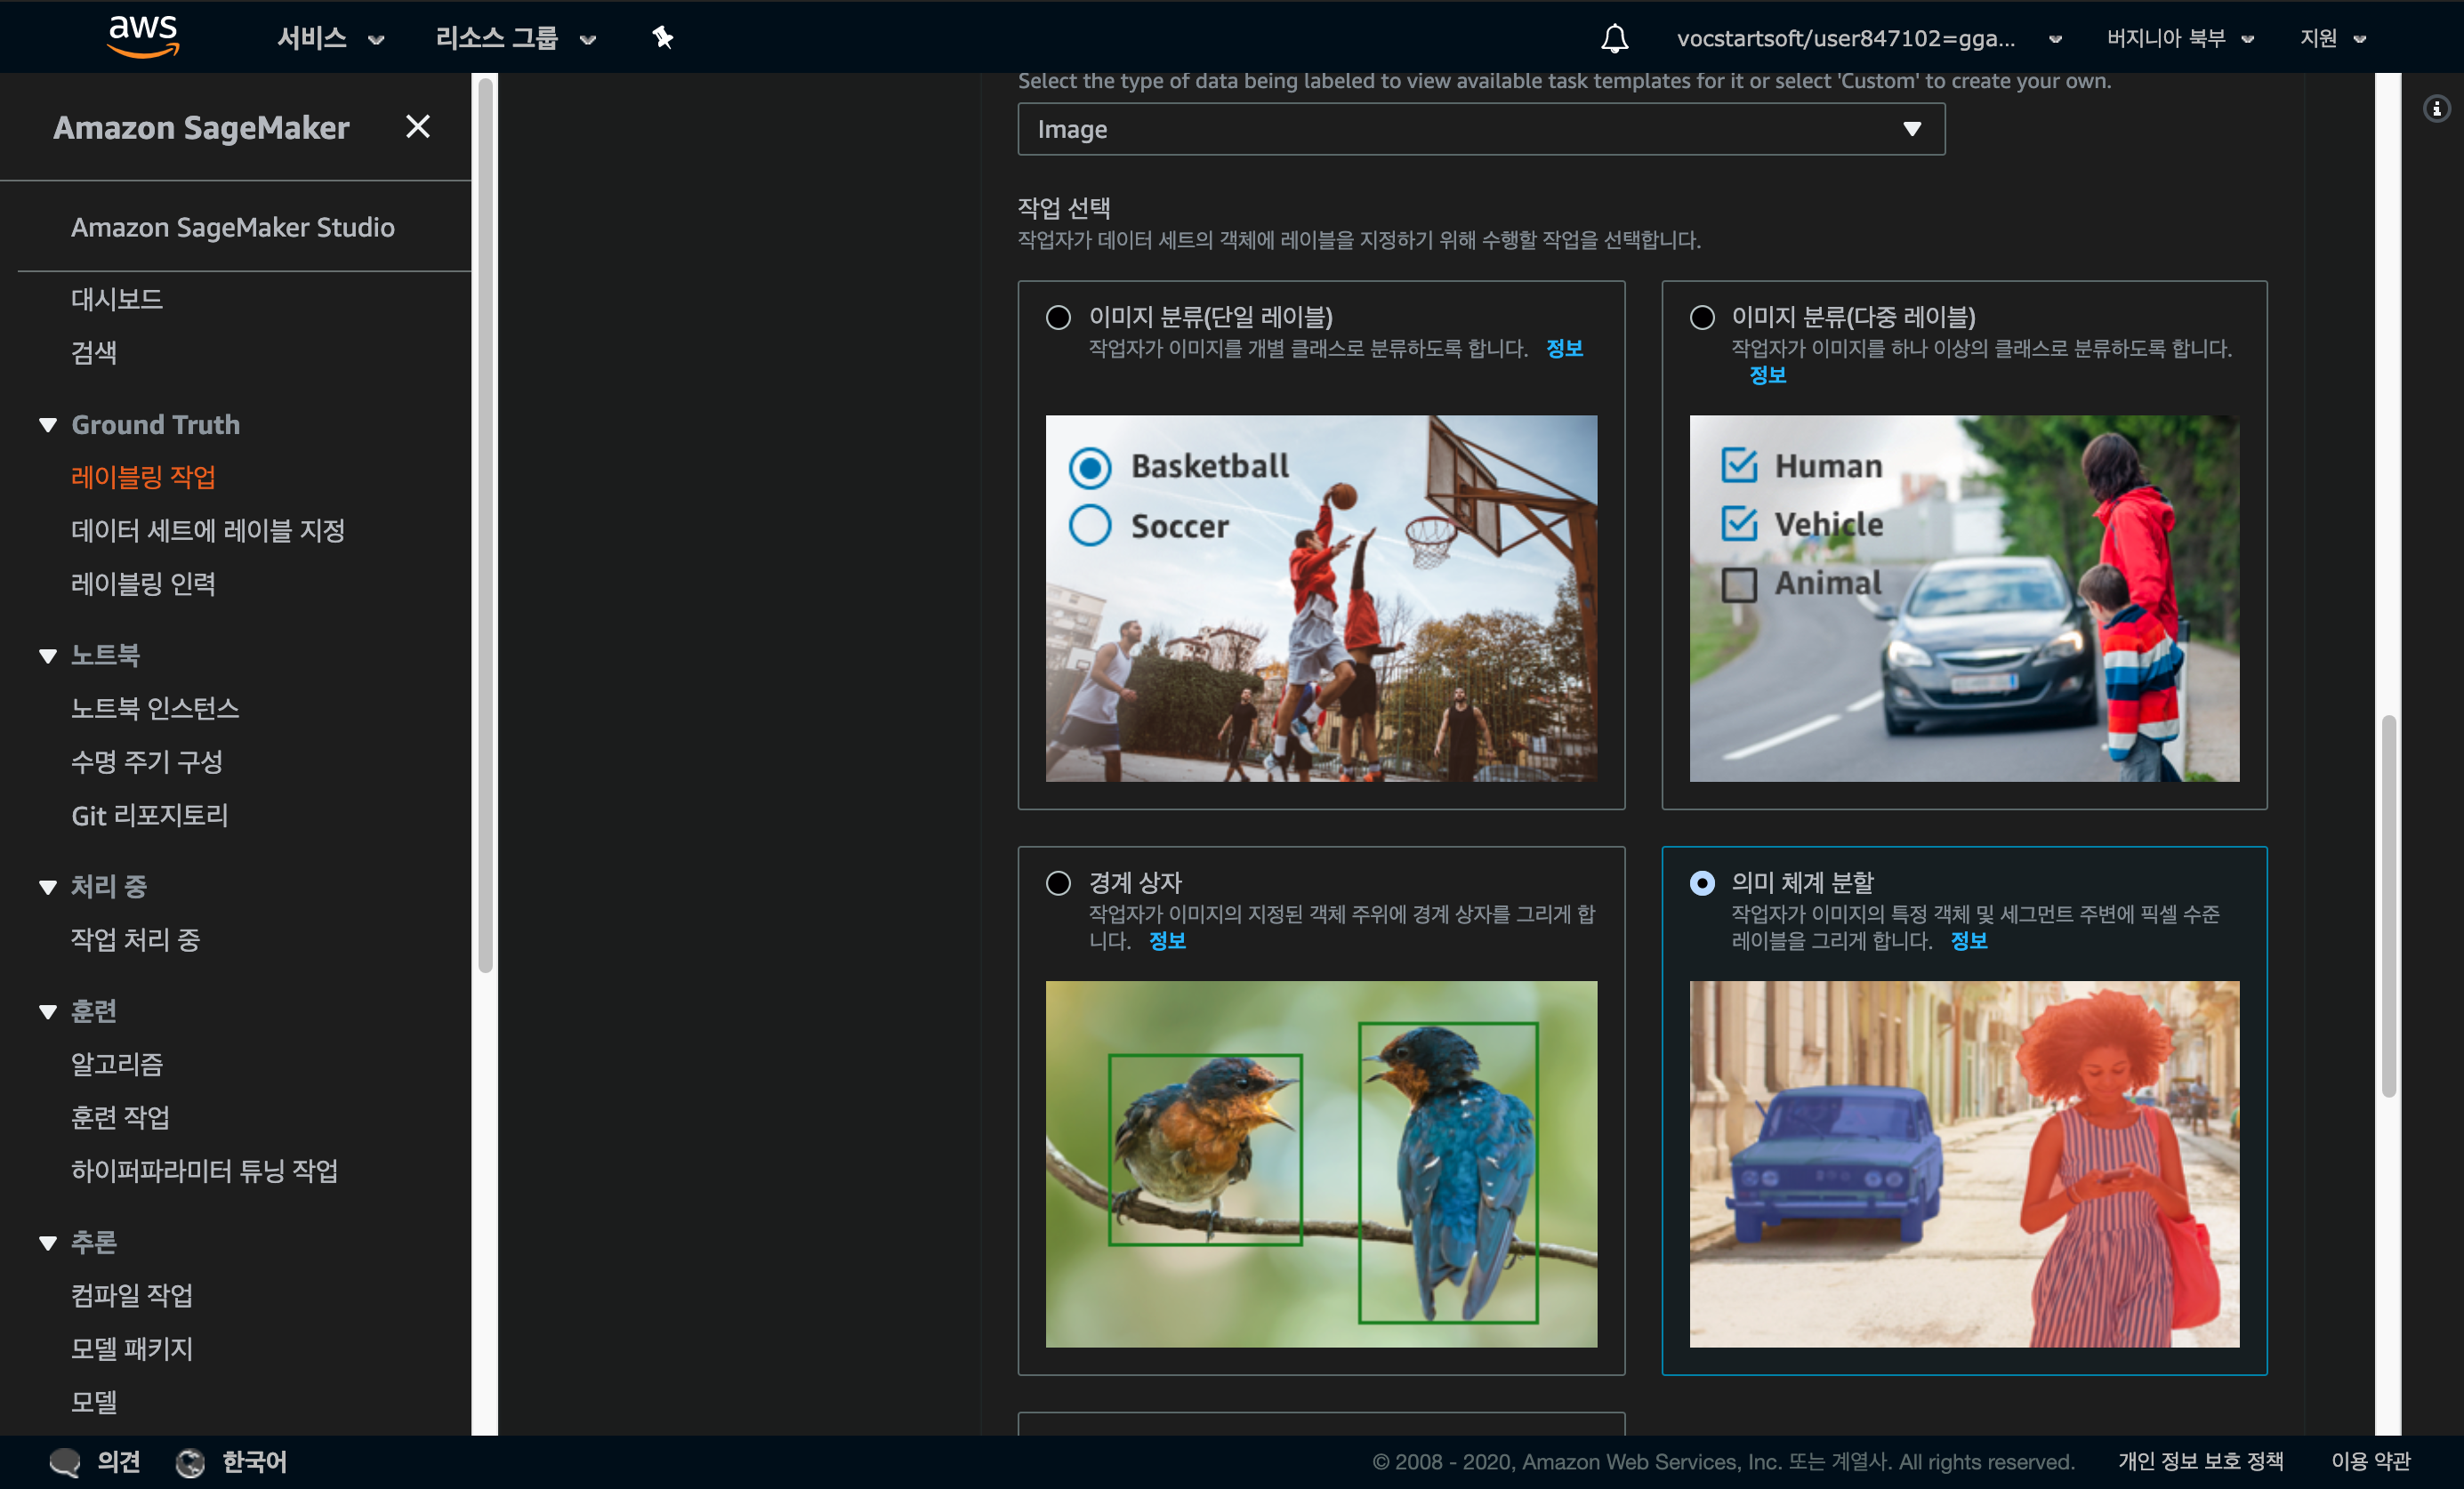 aws
서비스
리소스 그룹
vocstartsoft/user847102=gga...
버지니아 북부
지원
Amazon SageMaker
Amazon SageMaker Studio
대시보드
검색
Ground Truth
레이블링 작업
데이터 세트에 레이블 지정
레이블링 인력
노트북
노트북 인스턴스
수명 주기 구성
Git 리포지토리
처리 중
작업 처리 중
훈련
알고리즘
훈련 작업
하이퍼파라미터 튜닝 작업
추론
컴파일 작업
모델 패키지
모델
Select the type of data being labeled to view available task templates for it or select 'Custom' to create your own.
Image
작업 선택
작업자가 데이터 세트의 객체에 레이블을 지정하기 위해 수행할 작업을 선택합니다.
이미지 분류(단일 레이블)
작업자가 이미지를 개별 클래스로 분류하도록 합니다. 정보
Basketball
Soccer
이미지 분류(다중 레이블)
작업자가 이미지를 하나 이상의 클래스로 분류하도록 합니다.
정보
Human
Vehicle
Animal
경계 상자
작업자가 이미지의 지정된 객체 주위에 경계 상자를 그리게 합
니다. 정보
의미 체계 분할
작업자가 이미지의 특정 객체 및 세그먼트 주변에 픽셀 수준
레이블을 그리게 합니다. 정보
의견
한국어
© 2008 - 2020, Amazon Web Services, Inc. 또는 계열사. All rights reserved.
개인 정보 보호 정책
이용 약관